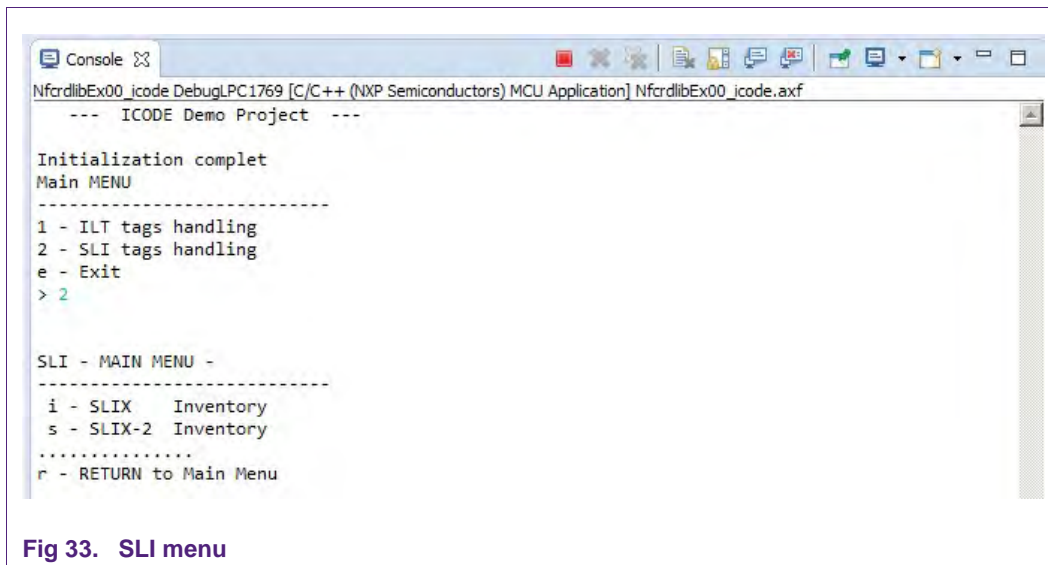 Console
NfcrdlibEx00_icode DebugLPC1769 [C/C++ (NXP Semiconductors) MCU Application] NfcrdlibEx00_icode.axf
--- ICODE Demo Project ---
Initialization complet
Main MENU
----------------------------
1 - ILT tags handling
2 - SLI tags handling
e - Exit
> 2
SLI - MAIN MENU -
----------------------------
i - SLIX Inventory
s - SLIX-2 Inventory
...............
r - RETURN to Main Menu
Fig 33. SLI menu